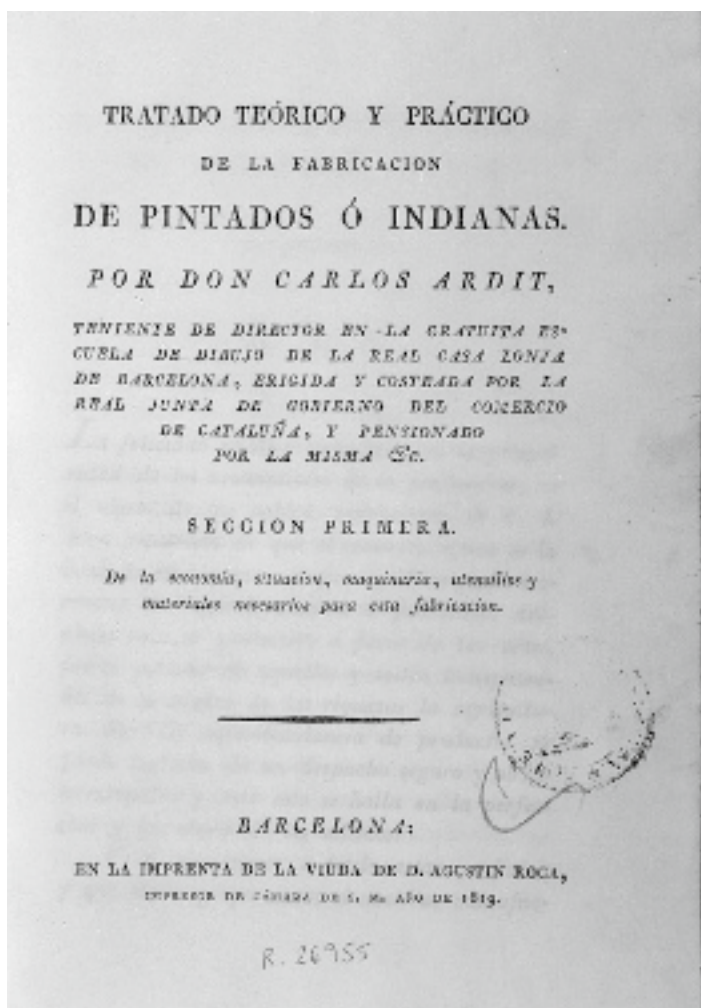 TRATADO TEÓRICO Y PRÁCTICO
DE LA FABRICACION
DE PINTADOS Ó INDIANAS.
POR DON CARLOS ARDIT,
TENIENTE DE DIRECTOR EN LA GRATUITA ES-
CUELA DE DIBUJO DE LA REAL CASA LONJA
DE BARCELONA, ERIGIDA Y COSTEADA POR LA
REAL JUNTA DE GOBIERNO DEL COMERCIO
DE CATALUÑA, Y PENSIONADO
POR LA MISMA &C.
SECCION PRIMERA.
De la economía, situacion, maquinaria, utensilios y
materiales necesarios para esta fabricacion.
BARCELONA:
EN LA IMPRENTA DE LA VIUDA DE D. AGUSTIN ROCA,
IMPRESOR DE CÁMARA DE S. M. AÑO DE 1819.
R. 26955